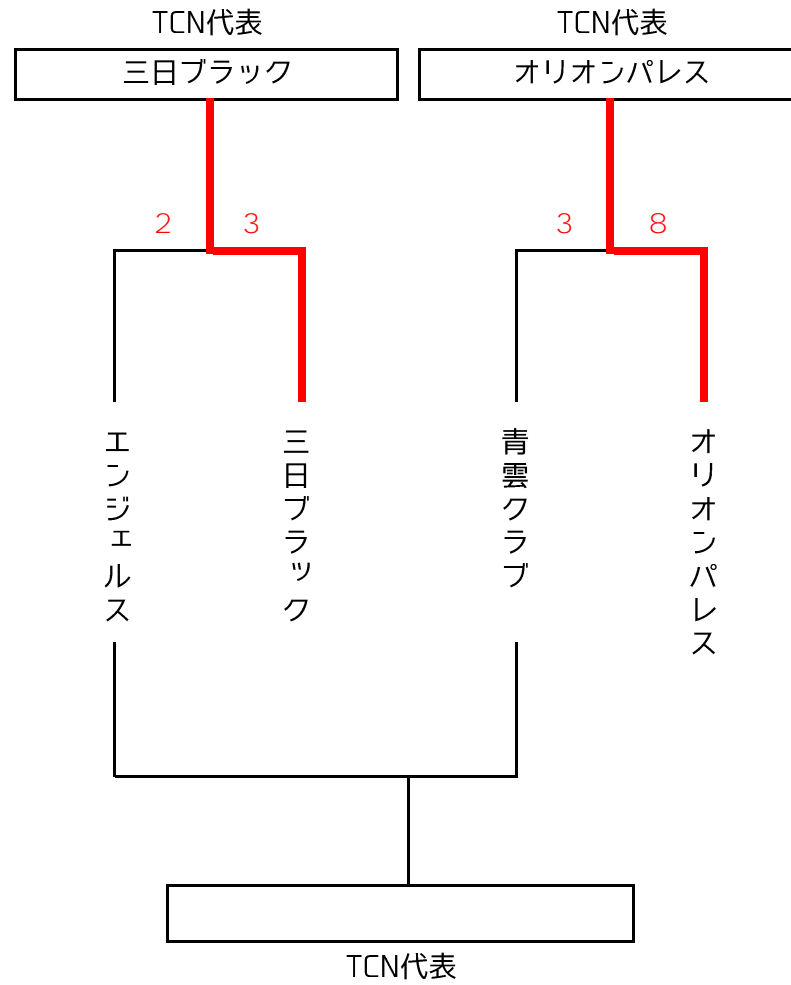 TCN代表
TCN代表
三日ブラック
オリオンパレス
２
３
３
８
エンジェルス
三日ブラック
青雲クラブ
オリオンパレス
TCN代表